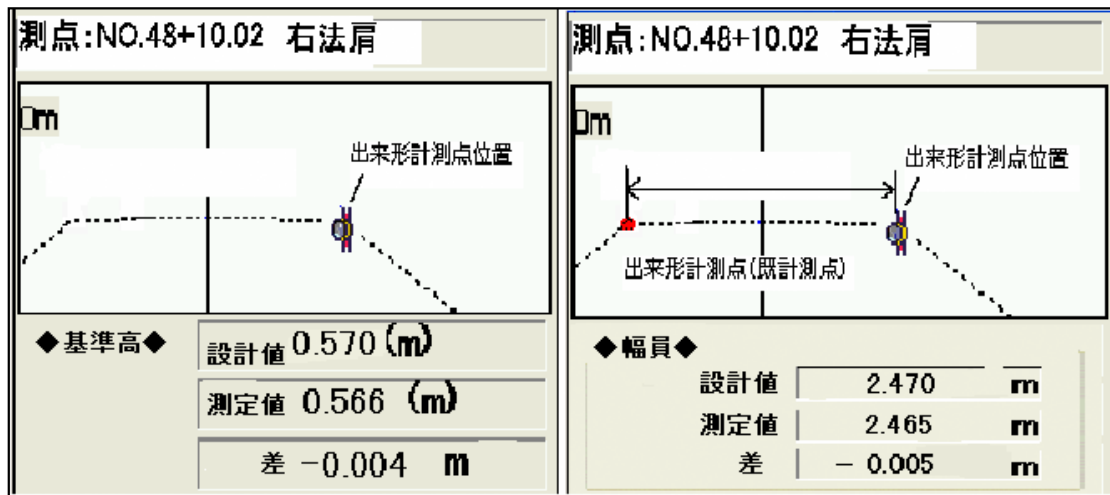 測点:NO.48+10.02 右法肩
0m
出来形計測点位置
◆基準高◆
設計値 0.570 (m)
測定値 0.566 (m)
差 -0.004 m
測点:NO.48+10.02 右法肩
0m
出来形計測点位置
出来形計測点(既計測点)
◆幅員◆
設計値 2.470 m
測定値 2.465 m
差 - 0.005 m